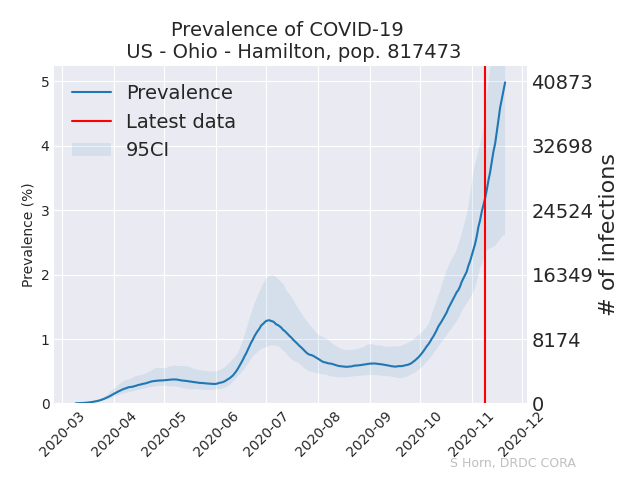 Prevalence of COVID-19
US - Ohio - Hamilton, pop. 817473
Prevalence
Latest data
95CI
Prevalence (%)
5
4
3
2
1
0
40873
32698
24524
16349
8174
0
# of infections
2020-03
2020-04
2020-05
2020-06
2020-07
2020-08
2020-09
2020-10
2020-11
2020-12
S Horn, DRDC CORA